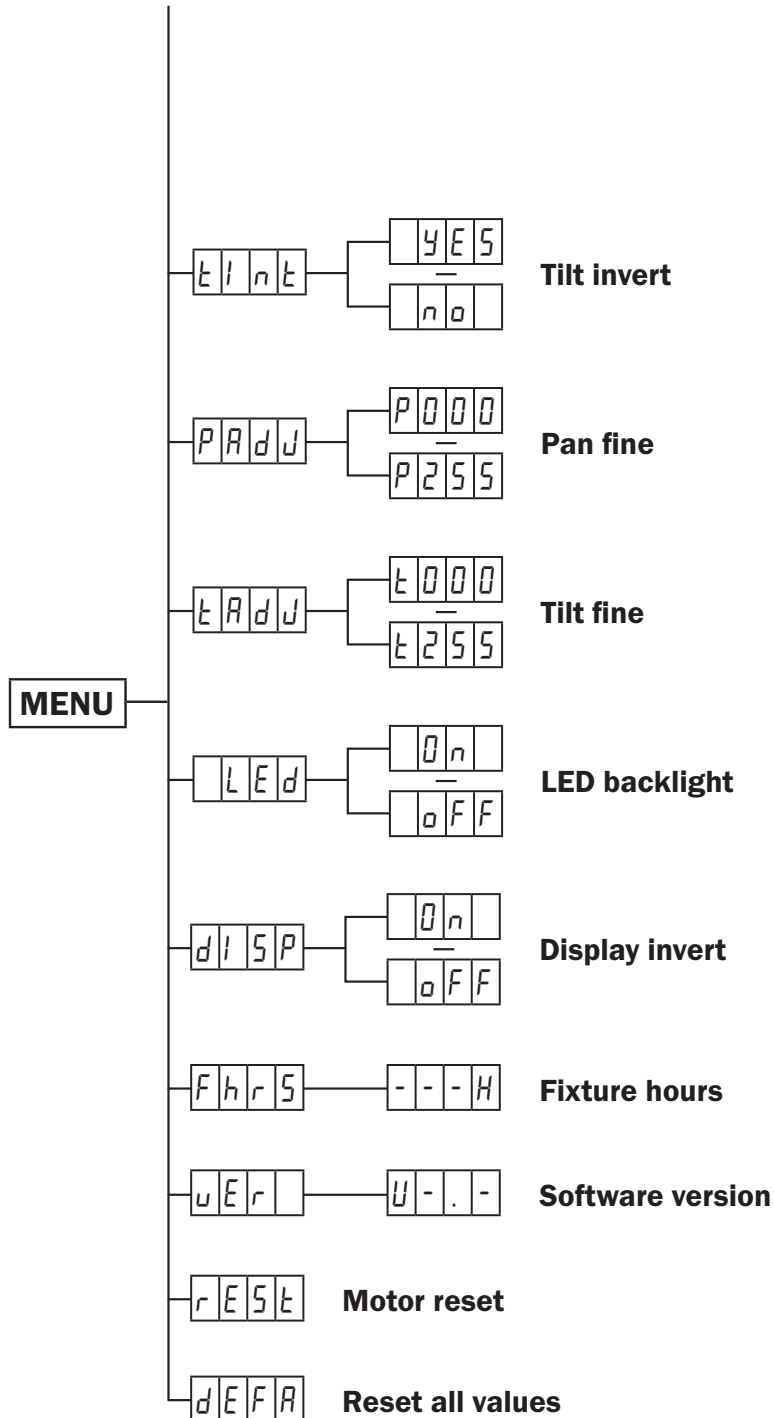 YES
tInt
Tilt invert
no
P000
PAdJ
Pan fine
P255
t000
tAdJ
Tilt fine
t255
MENU
On
LEd
LED backlight
oFF
On
dISP
Display invert
oFF
FhrS
---H
Fixture hours
vEr
U-.-
Software version
rESt
Motor reset
dEFA
Reset all values